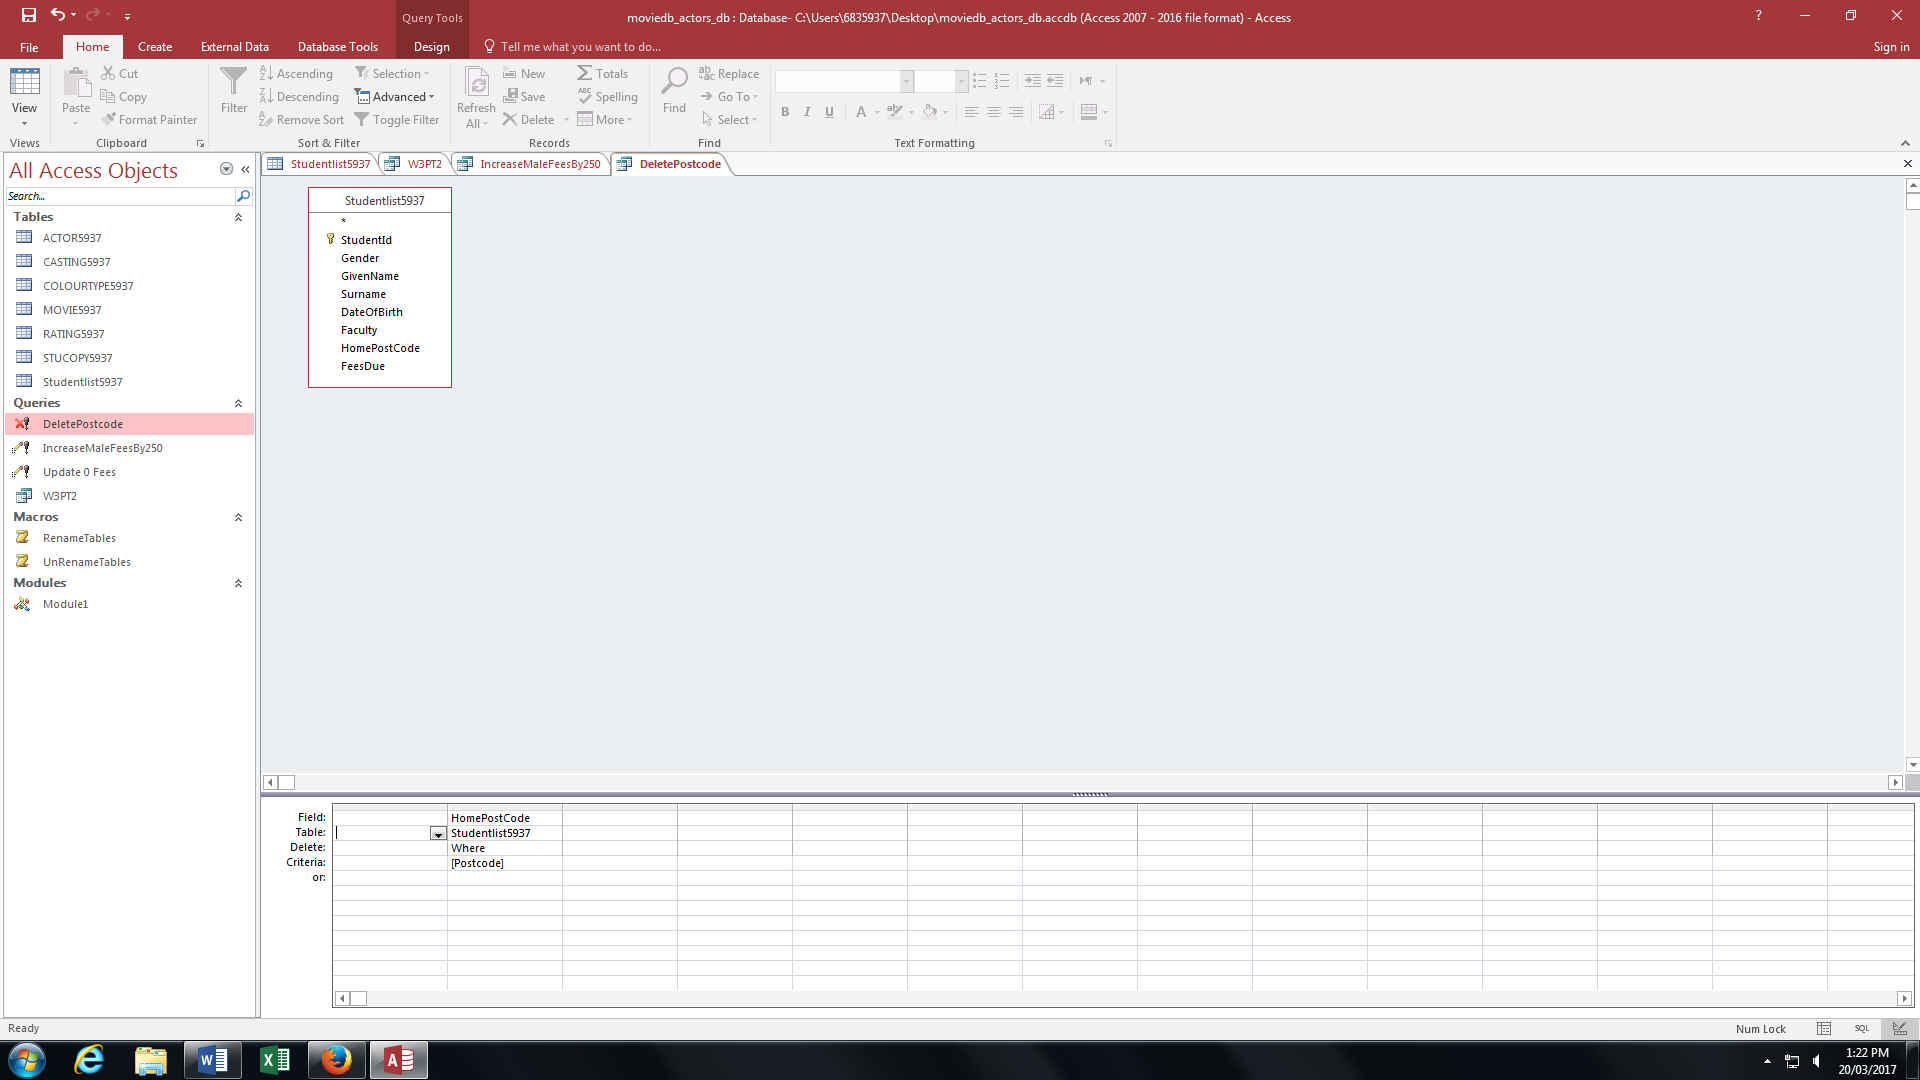 Query Tools
moviedb_actors_db : Database- C:\Users\6835937\Desktop\moviedb_actors_db.accdb (Access 2007 - 2016 file format) - Access
?
File Home Create External Data Database Tools Design Tell me what you want to do... Sign in
View
Views
Paste
Cut
Copy
Format Painter
Clipboard
Filter
Ascending
Descending
Remove Sort
Selection
Advanced
Toggle Filter
Sort & Filter
Refresh
All
New
Save
Delete
Totals
Spelling
More
Records
Find
Replace
Go To
Select
Find
B I U A
Text Formatting
All Access Objects
Search...
Tables
ACTOR5937
CASTING5937
COLOURTYPE5937
MOVIE5937
RATING5937
STUCOPY5937
Studentlist5937
Queries
DeletePostcode
IncreaseMaleFeesBy250
Update 0 Fees
W3PT2
Macros
RenameTables
UnRenameTables
Modules
Module1
Studentlist5937 W3PT2 IncreaseMaleFeesBy250 DeletePostcode
Studentlist5937
*
StudentId
Gender
GivenName
Surname
DateOfBirth
Faculty
HomePostCode
FeesDue
Field: HomePostCode
Table: Studentlist5937
Delete: Where
Criteria: [Postcode]
or:
Ready
Num Lock
SQL
1:22 PM
20/03/2017